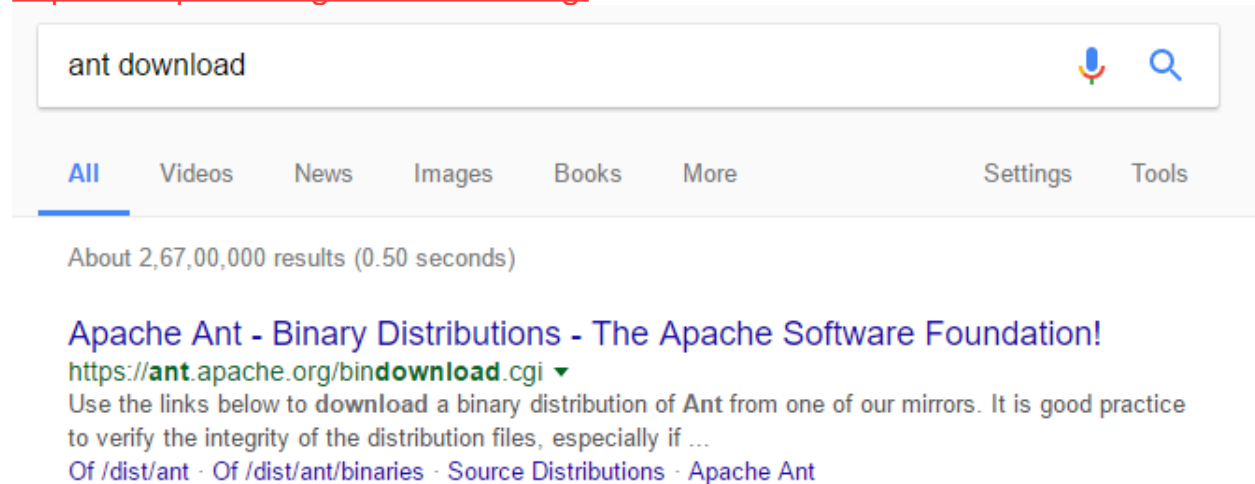 ant download
All Videos News Images Books More Settings Tools
About 2,67,00,000 results (0.50 seconds)
Apache Ant - Binary Distributions - The Apache Software Foundation!
https://ant.apache.org/bindownload.cgi
Use the links below to download a binary distribution of Ant from one of our mirrors. It is good practice
to verify the integrity of the distribution files, especially if ...
Of /dist/ant · Of /dist/ant/binaries · Source Distributions · Apache Ant